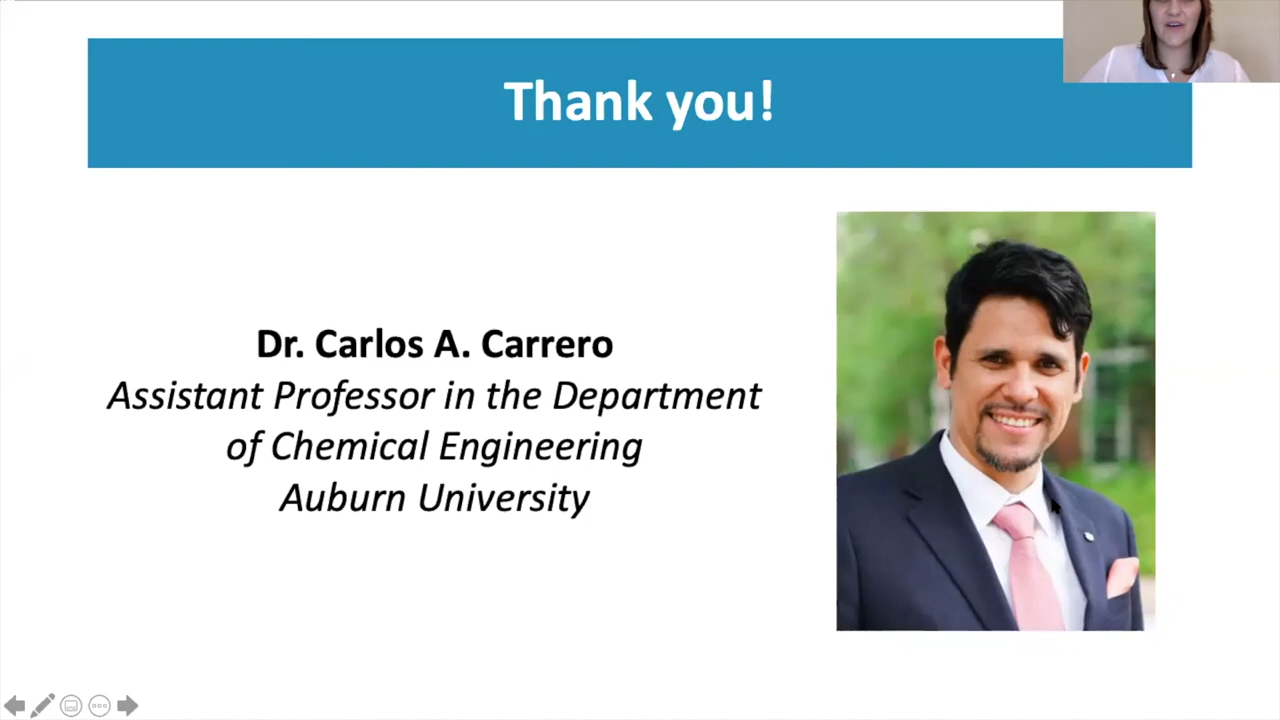 Thank you!
Dr. Carlos A. Carrero
Assistant Professor in the Department
of Chemical Engineering
Auburn University